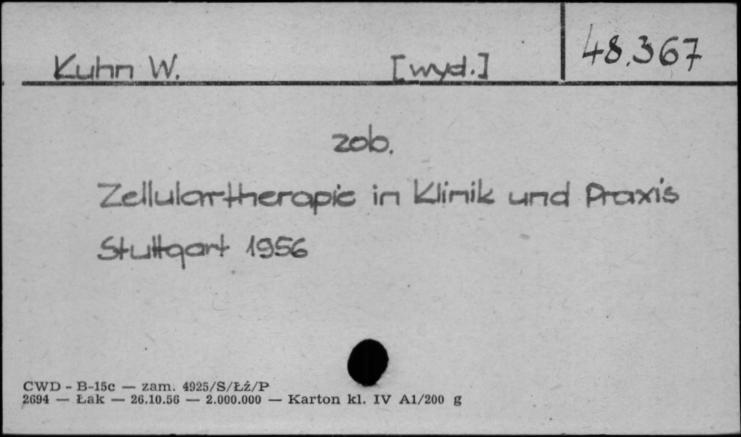 Kuhn W. [wyd.] 48.367
zob.
Zellulartherapie in Klinik und Praxis
Stuttgart 1956
CWD - B-15c — zam. 4925/S/Łź/P
2694 — Łak — 26.10.56 — 2.000.000 — Karton kl. IV A1/200 g